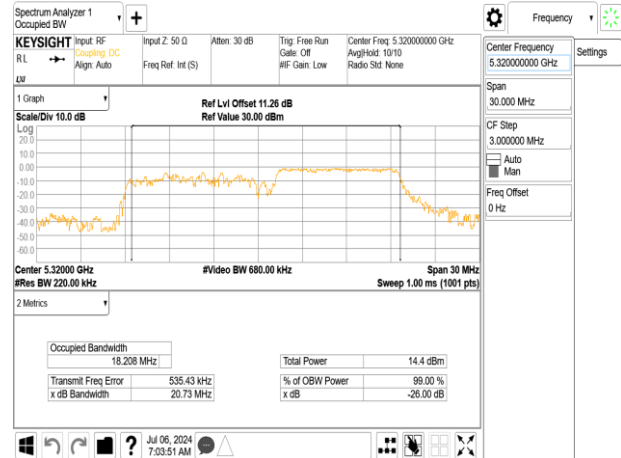 Spectrum Analyzer 1
Occupied BW
Frequency
KEYSIGHT
Input: RF
Input Z: 50 Ω
Atten: 30 dB
Trig: Free Run
Center Freq: 5.320000000 GHz
R L
Coupling: DC
Gate: Off
Avg|Hold: 10/10
Align: Auto
Freq Ref: Int (S)
#IF Gain: Low
Radio Std: None
LXI
Center Frequency
5.320000000 GHz
Settings
Span
30.000 MHz
CF Step
3.000000 MHz
Auto
Man
Freq Offset
0 Hz
1 Graph
Ref Lvl Offset 11.26 dB
Scale/Div 10.0 dB
Ref Value 30.00 dBm
Log
20.0
10.0
0.00
-10.0
-20.0
-30.0
-40.0
-50.0
-60.0
Center 5.32000 GHz
#Video BW 680.00 kHz
Span 30 MHz
#Res BW 220.00 kHz
Sweep 1.00 ms (1001 pts)
2 Metrics
Occupied Bandwidth
18.208 MHz
Total Power
14.4 dBm
Transmit Freq Error
535.43 kHz
% of OBW Power
99.00 %
x dB Bandwidth
20.73 MHz
x dB
-26.00 dB
?
Jul 06, 2024
7:03:51 AM